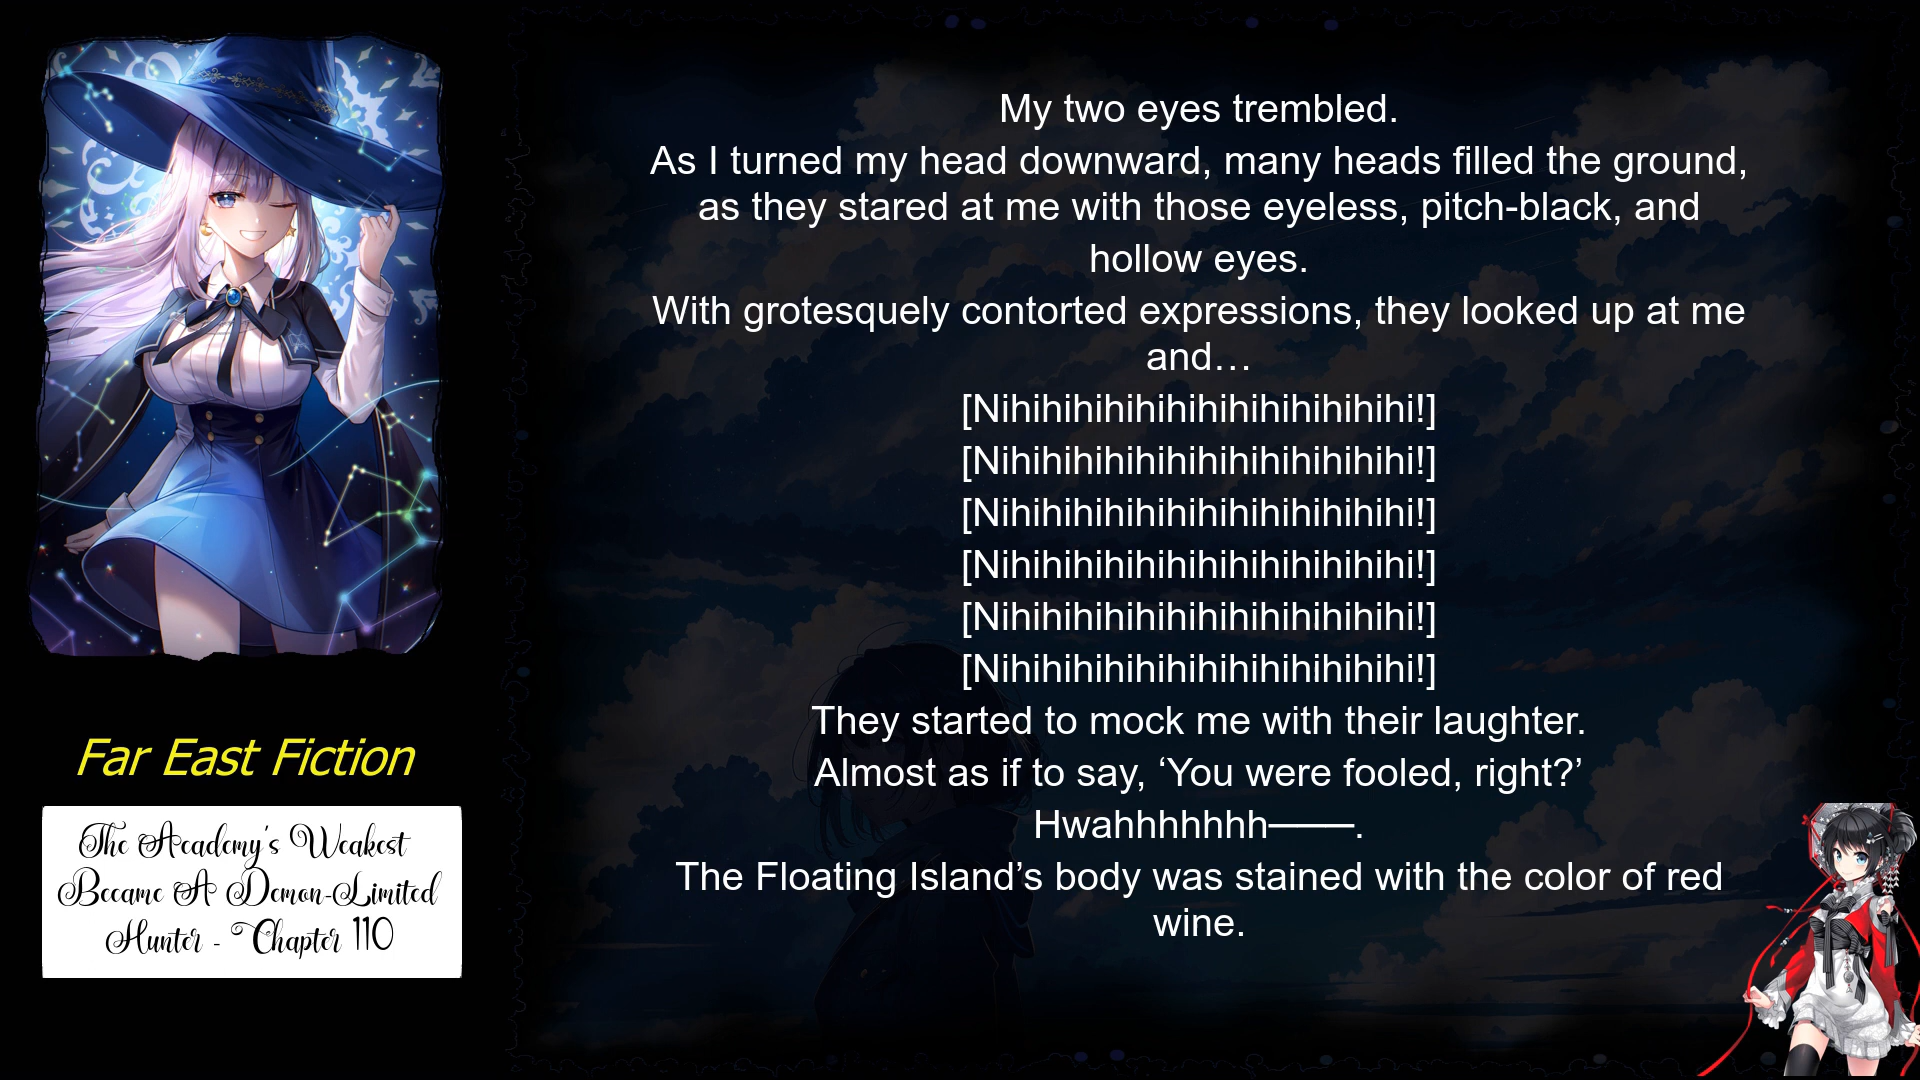 My two eyes trembled.
As I turned my head downward, many heads filled the ground,
as they stared at me with those eyeless, pitch-black, and
hollow eyes.
With grotesquely contorted expressions, they looked up at me
and…
[Nihihihihihihihihihihihihihi!]
[Nihihihihihihihihihihihihihi!]
[Nihihihihihihihihihihihihihi!]
[Nihihihihihihihihihihihihihi!]
[Nihihihihihihihihihihihihihi!]
[Nihihihihihihihihihihihihihi!]
They started to mock me with their laughter.
Almost as if to say, ‘You were fooled, right?’
Hwahhhhhhh——.
The Floating Island’s body was stained with the color of red
wine.
Far East Fiction
The Academy's Weakest
Became A Demon-Limited
Hunter - Chapter 110